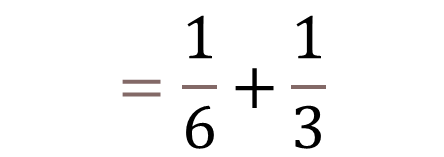 = 1/6 + 1/3